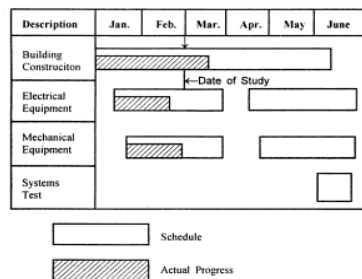 Description Jan. Feb. Mar. Apr. May June
Building
Construciton
Date of Study
Electrical
Equipment
Mechanical
Equipment
Systems
Test
Schedule
Actual Progress